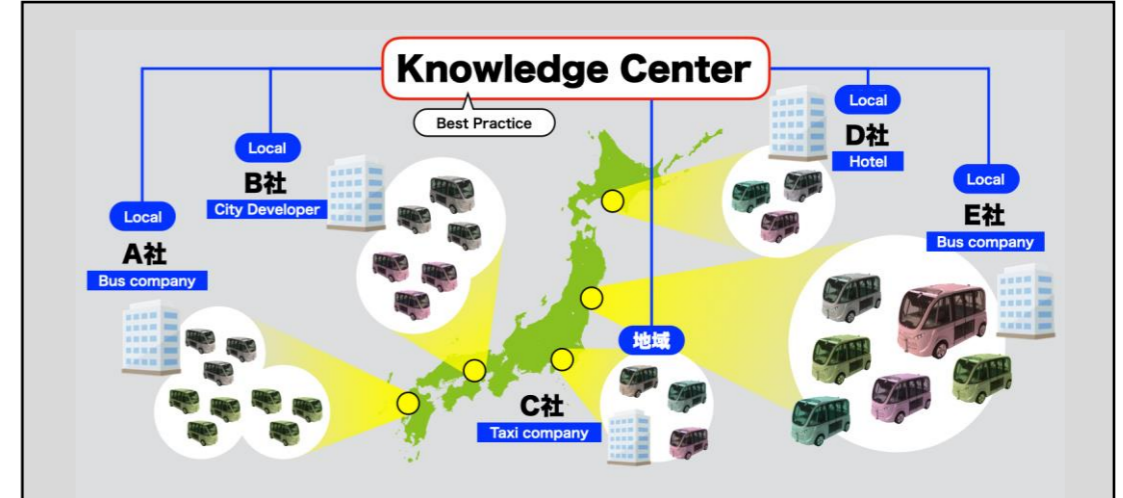 Knowledge Center
Best Practice
Local
A社
Bus company
Local
B社
City Developer
地域
C社
Taxi company
Local
D社
Hotel
Local
E社
Bus company